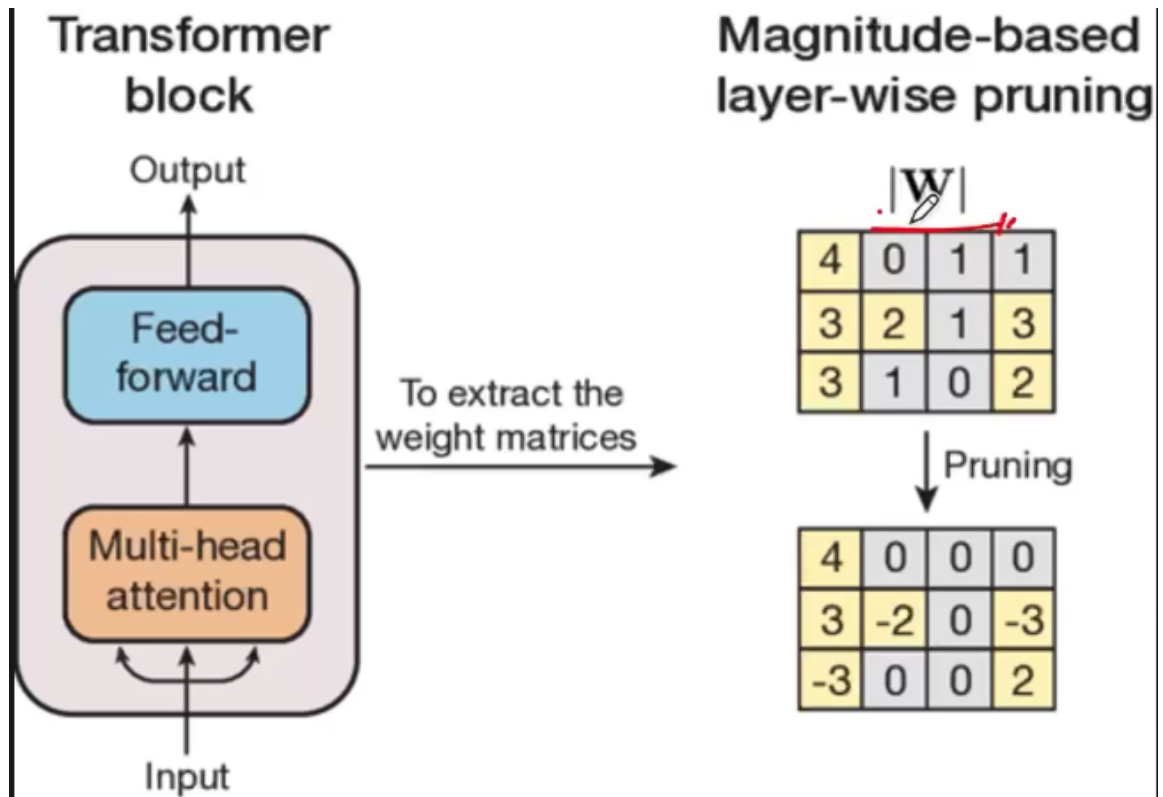 Transformer
block
Output
Feed-
forward
Multi-head
attention
Input
To extract the
weight matrices
Magnitude-based
layer-wise pruning
|W|
4 0 1 1
3 2 1 3
3 1 0 2
Pruning
4 0 0 0
3 -2 0 -3
-3 0 0 2